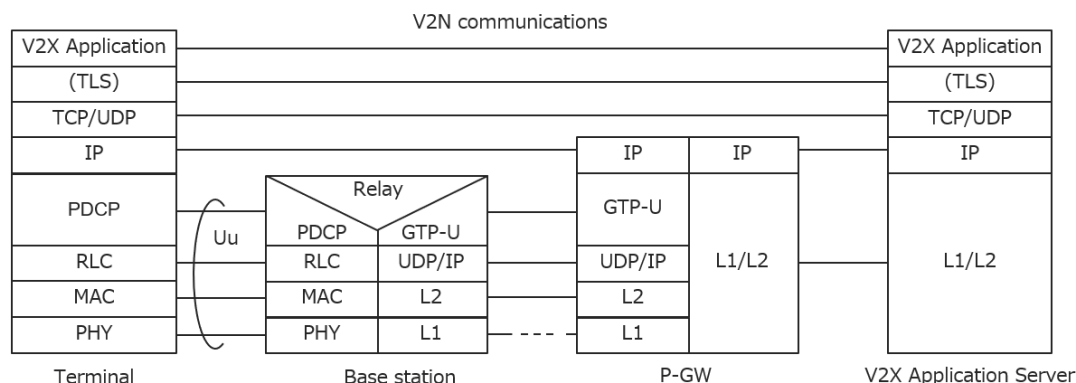 V2N communications
V2X Application
V2X Application
(TLS)
(TLS)
TCP/UDP
TCP/UDP
IP
IP
IP
IP
Relay
PDCP
Uu
PDCP
GTP-U
GTP-U
RLC
RLC
UDP/IP
UDP/IP
L1/L2
L1/L2
MAC
MAC
L2
L2
PHY
PHY
L1
L1
Terminal
Base station
P-GW
V2X Application Server